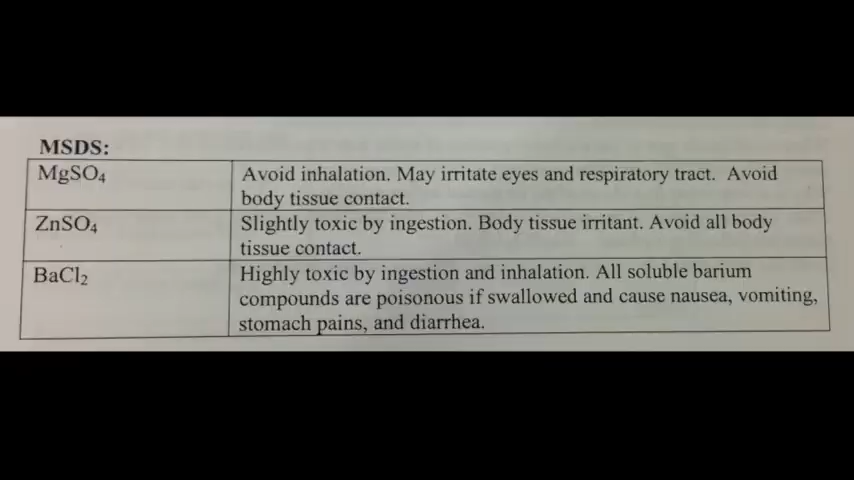 MSDS:
MgSO₄ Avoid inhalation. May irritate eyes and respiratory tract. Avoid
body tissue contact.
ZnSO₄ Slightly toxic by ingestion. Body tissue irritant. Avoid all body
tissue contact.
BaCl₂ Highly toxic by ingestion and inhalation. All soluble barium
compounds are poisonous if swallowed and cause nausea, vomiting,
stomach pains, and diarrhea.